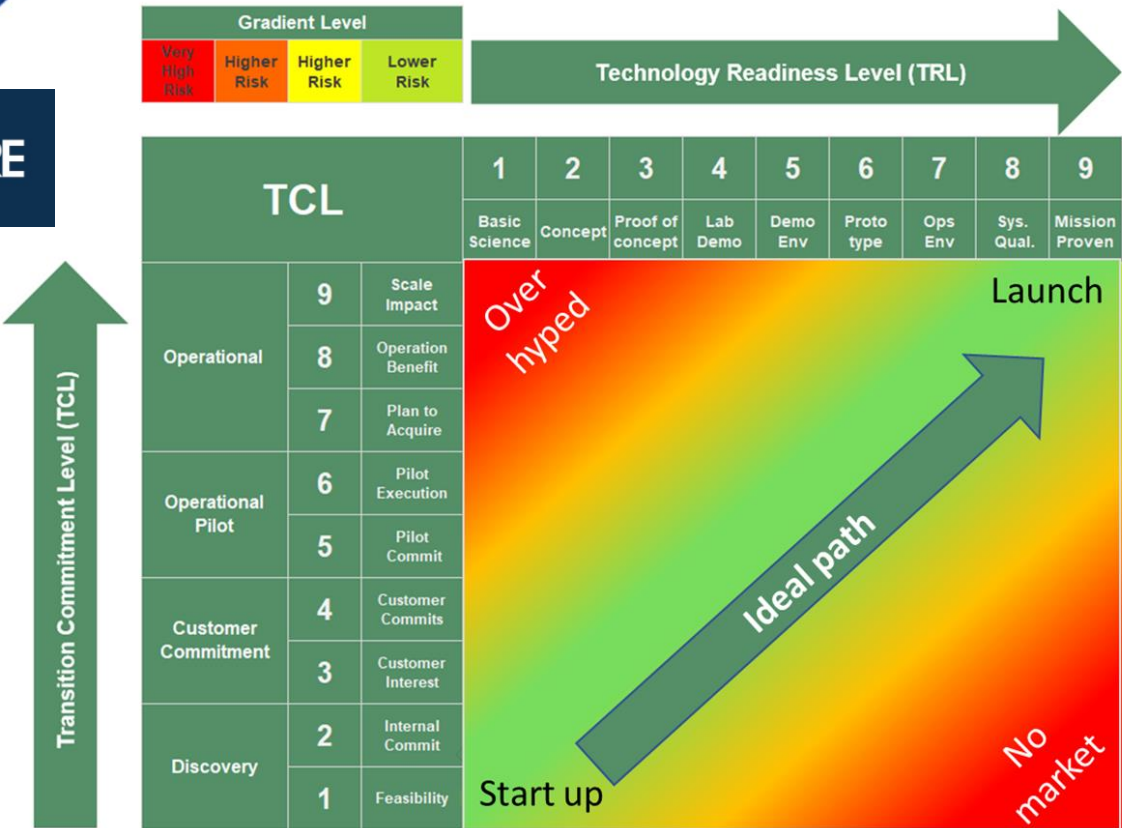 Gradient Level
Very
High
Risk
Higher
Risk
Higher
Risk
Lower
Risk
Technology Readiness Level (TRL)
RE
TCL
1
2
3
4
5
6
7
8
9
Basic
Science
Concept
Proof of
concept
Lab
Demo
Demo
Env
Proto
type
Ops
Env
Sys.
Qual.
Mission
Proven
Transition Commitment Level (TCL)
Operational
9
Scale
Impact
8
Operation
Benefit
7
Plan to
Acquire
Operational
Pilot
6
Pilot
Execution
5
Pilot
Commit
Customer
Commitment
4
Customer
Commits
3
Customer
Interest
Discovery
2
Internal
Commit
1
Feasibility
Over
hyped
Launch
Ideal path
Start up
No
market